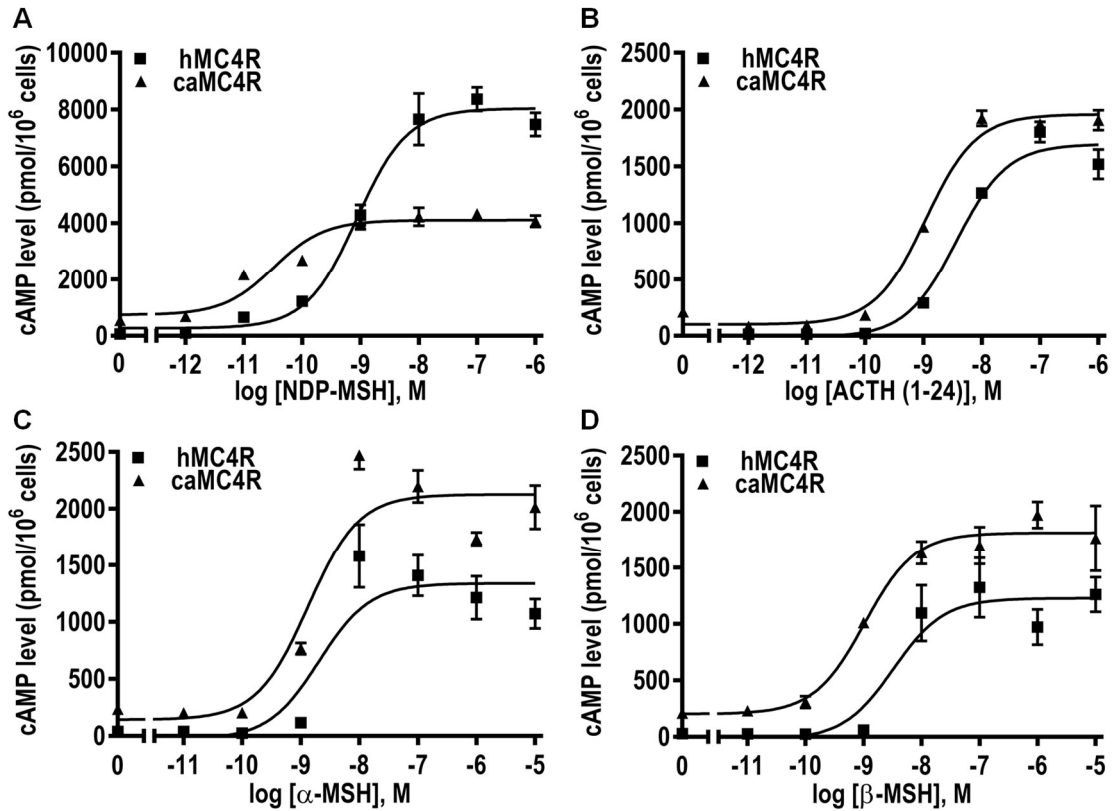 A
cAMP level (pmol/10⁶ cells)
10000
8000
6000
4000
2000
0
hMC4R
caMC4R
0 -12 -11 -10 -9 -8 -7 -6
log [NDP-MSH], M
B
cAMP level (pmol/10⁶ cells)
2500
2000
1500
1000
500
0
hMC4R
caMC4R
0 -12 -11 -10 -9 -8 -7 -6
log [ACTH (1-24)], M
C
cAMP level (pmol/10⁶ cells)
2500
2000
1500
1000
500
0
hMC4R
caMC4R
0 -11 -10 -9 -8 -7 -6 -5
log [α-MSH], M
D
cAMP level (pmol/10⁶ cells)
2500
2000
1500
1000
500
0
hMC4R
caMC4R
0 -11 -10 -9 -8 -7 -6 -5
log [β-MSH], M